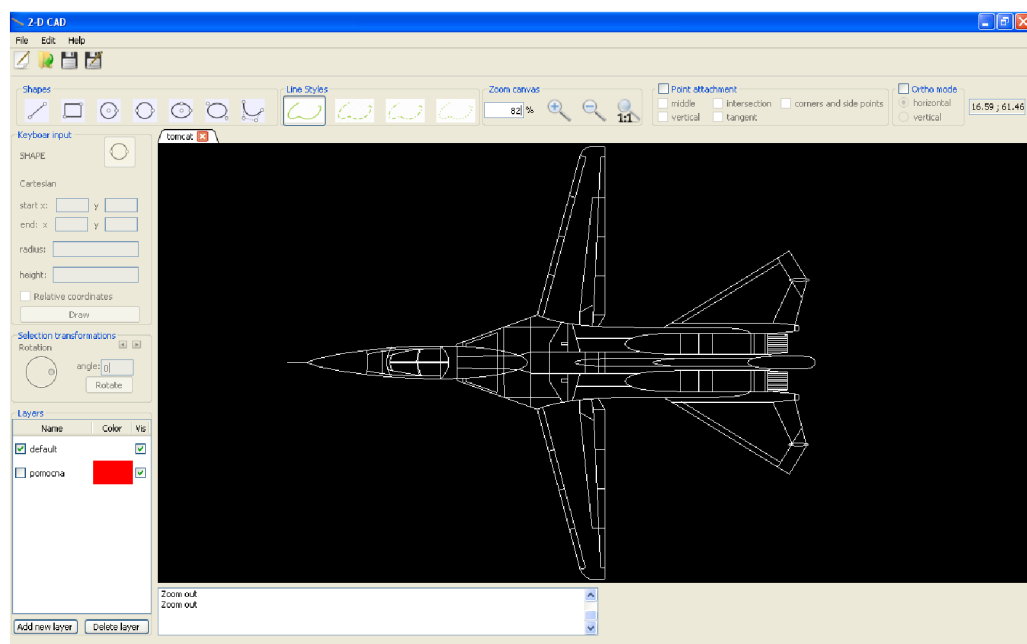 2-D CAD
File Edit Help
Shapes Line Styles Zoom canvas Point attachment Ortho mode
82 % 1:1 middle intersection corners and side points horizontal 16.59 ; 61.46
vertical tangent vertical
Keyboar input tomcat
SHAPE
Cartesian
start x: y
end: x y
radius:
height:
Relative coordinates
Draw
Selection transformations
Rotation
angle: 0
Rotate
Layers
Name Color Vis
default
pomocna
Zoom out
Zoom out
Add new layer Delete layer